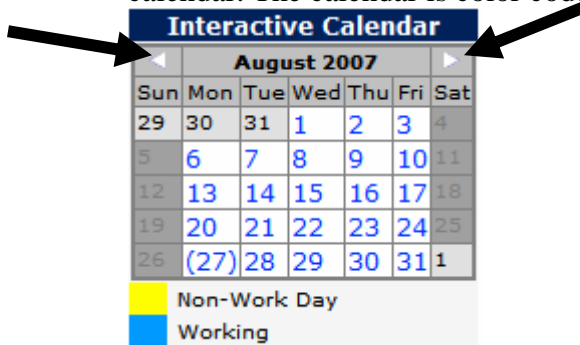 Interactive Calendar
August 2007
Sun Mon Tue Wed Thu Fri Sat
29 30 31 1 2 3 4
5 6 7 8 9 10 11
12 13 14 15 16 17 18
19 20 21 22 23 24 25
26 (27) 28 29 30 31 1
Non-Work Day
Working